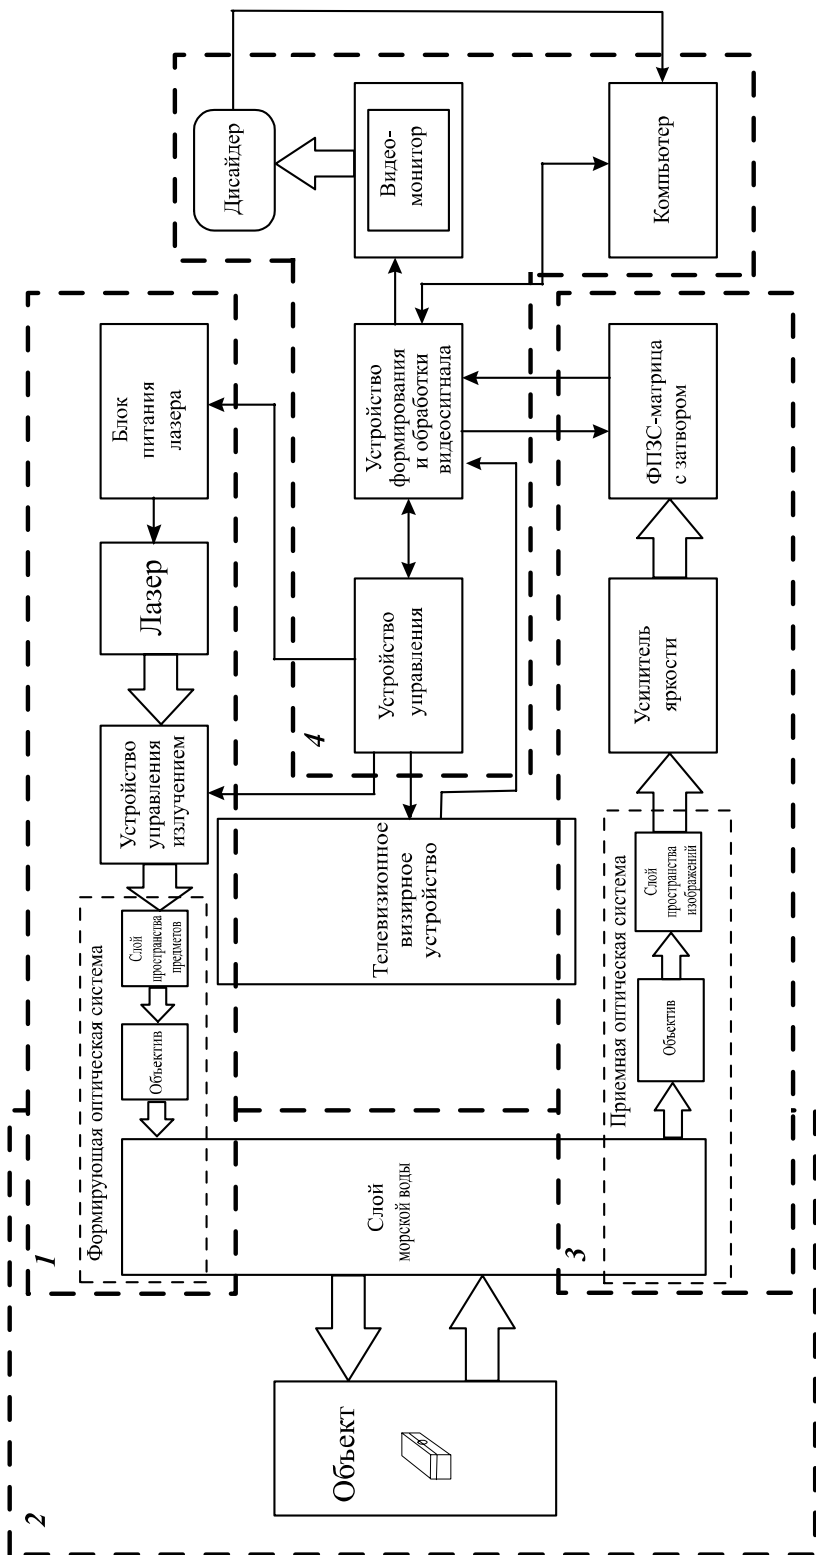 2
Объект
1
Формирующая оптическая система
Объектив
Слой
пространства
предметов
Устройство
управления
излучением
Лазер
Блок
питания
лазера
Слой
морской воды
Телевизионное
визирное
устройство
4
Устройство
управления
Устройство
формирования
и обработки
видеосигнала
Видео-
монитор
Дисайдер
3
Приемная оптическая система
Объектив
Слой
пространства
изображений
Усилитель
яркости
ФПЗС-матрица
с затвором
Компьютер